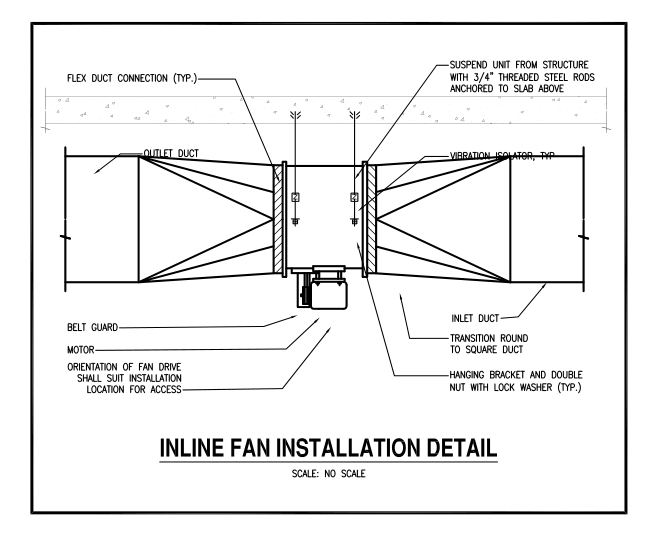 FLEX DUCT CONNECTION (TYP.)
SUSPEND UNIT FROM STRUCTURE
WITH 3/4" THREADED STEEL RODS
ANCHORED TO SLAB ABOVE
OUTLET DUCT
VIBRATION ISOLATOR, TYP
BELT GUARD
MOTOR
ORIENTATION OF FAN DRIVE
SHALL SUIT INSTALLATION
LOCATION FOR ACCESS
INLET DUCT
TRANSITION ROUND
TO SQUARE DUCT
HANGING BRACKET AND DOUBLE
NUT WITH LOCK WASHER (TYP.)
INLINE FAN INSTALLATION DETAIL
SCALE: NO SCALE